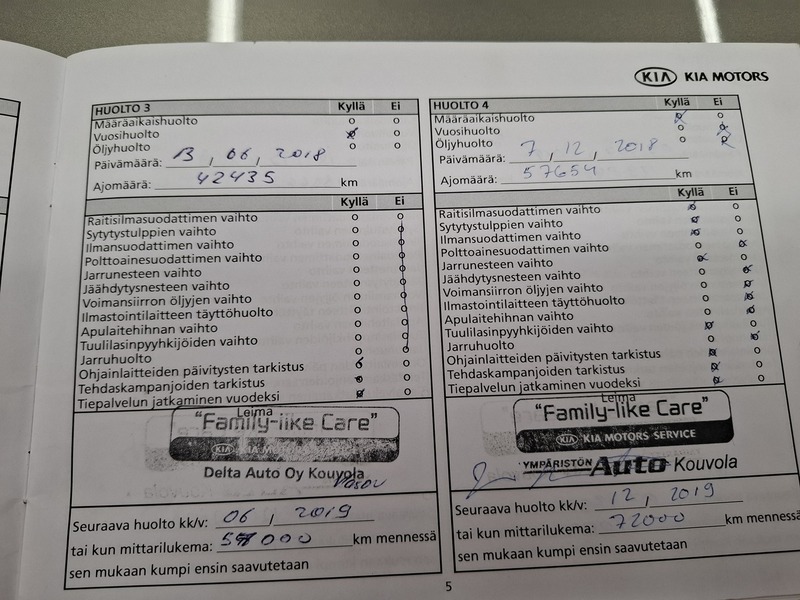 KIA KIA MOTORS
HUOLTO 3 Kyllä Ei
Määräaikaishuolto o o
Vuosihuolto o o
Öljyhuolto o o
Päivämäärä: 13, 06, 2018
Ajomäärä: 42435 km
Kyllä Ei
Raitisilmasuodattimen vaihto o o
Sytytystulppien vaihto o o
Ilmansuodattimen vaihto o o
Polttoainesuodattimen vaihto o o
Jarrunesteen vaihto o o
Jäähdytysnesteen vaihto o o
Voimansiirron öljyjen vaihto o o
Ilmastointilaitteen täyttöhuolto o o
Apulaitehihnan vaihto o o
Tuulilasinpyyhkijöiden vaihto o o
Jarruhuolto o o
Ohjainlaitteiden päivitysten tarkistus o
Tehdaskampanjoiden tarkistus o
Tiepalvelun jatkaminen vuodeksi o o
Leima
"Family-like Care"
KIA KIA MOTORS
Delta Auto Oy Kouvola
Seuraava huolto kk/v: 06, 2019
tai kun mittarilukema: 57000 km mennessä
sen mukaan kumpi ensin saavutetaan
HUOLTO 4 Kyllä Ei
Määräaikaishuolto o o
Vuosihuolto o o
Öljyhuolto o o
Päivämäärä: 7, 12, 2018
Ajomäärä: 57654 km
Kyllä Ei
Raitisilmasuodattimen vaihto o o
Sytytystulppien vaihto o o
Ilmansuodattimen vaihto o o
Polttoainesuodattimen vaihto o o
Jarrunesteen vaihto o o
Jäähdytysnesteen vaihto o o
Voimansiirron öljyjen vaihto o o
Ilmastointilaitteen täyttöhuolto o o
Apulaitehihnan vaihto o o
Tuulilasinpyyhkijöiden vaihto o o
Jarruhuolto o o
Ohjainlaitteiden päivitysten tarkistus o o
Tehdaskampanjoiden tarkistus o o
Tiepalvelun jatkaminen vuodeksi o o
Leima
"Family-like Care"
KIA KIA MOTORS SERVICE
YMPÄRISTÖN Auto Kouvola
Seuraava huolto kk/v: 12, 2019
tai kun mittarilukema: 72000 km mennessä
sen mukaan kumpi ensin saavutetaan
5